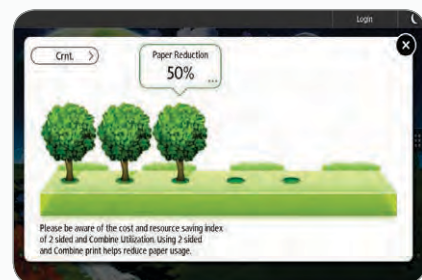 Login
Crnt. >
Paper Reduction
50%
...
Please be aware of the cost and resource saving index
of 2 sided and Combine Utilization. Using 2 sided
and Combine print helps reduce paper usage.